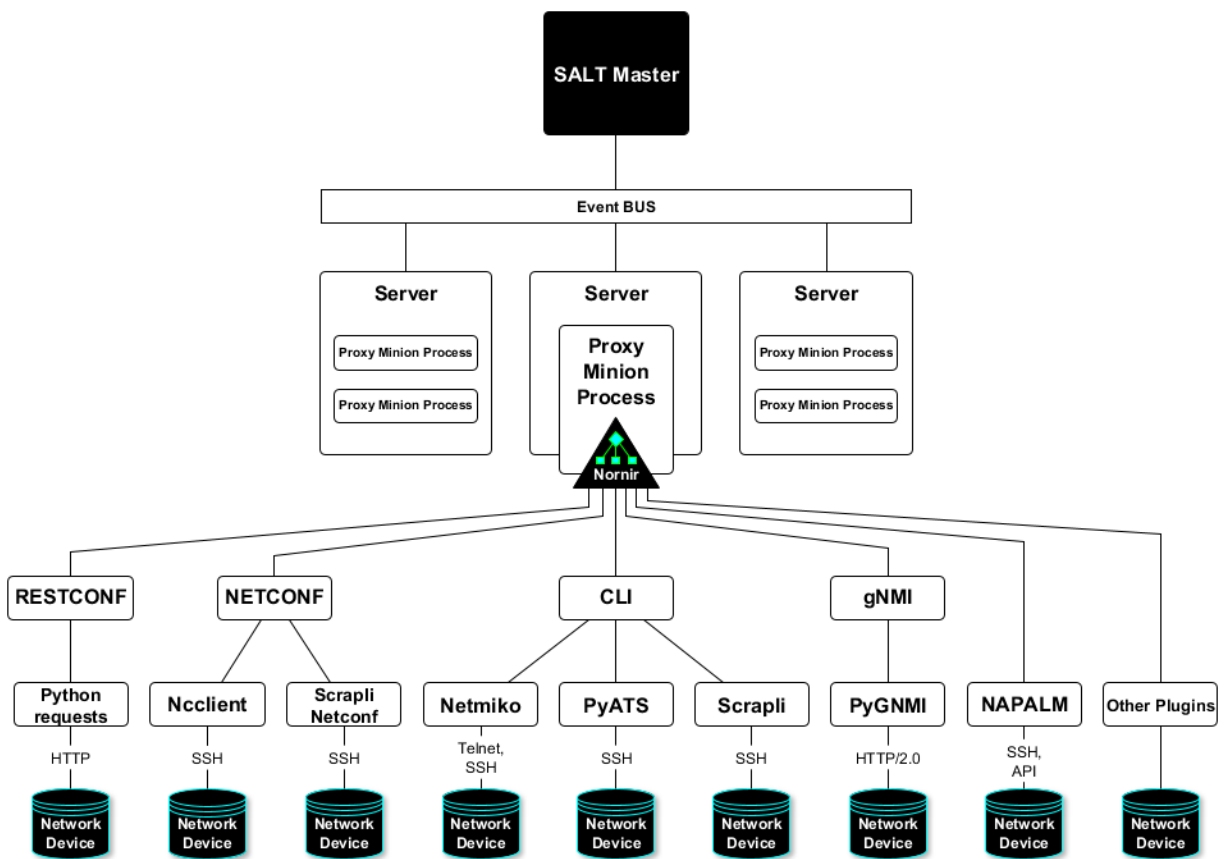 SALT Master
Event BUS
Server
Server
Server
Proxy Minion Process
Proxy Minion Process
Proxy
Minion
Process
Nornir
Proxy Minion Process
Proxy Minion Process
RESTCONF
NETCONF
CLI
gNMI
Python
requests
Ncclient
Scrapli
Netconf
Netmiko
PyATS
Scrapli
PyGNMI
NAPALM
Other Plugins
HTTP
SSH
SSH
Telnet,
SSH
SSH
SSH
HTTP/2.0
SSH,
API
Network
Device
Network
Device
Network
Device
Network
Device
Network
Device
Network
Device
Network
Device
Network
Device
Network
Device